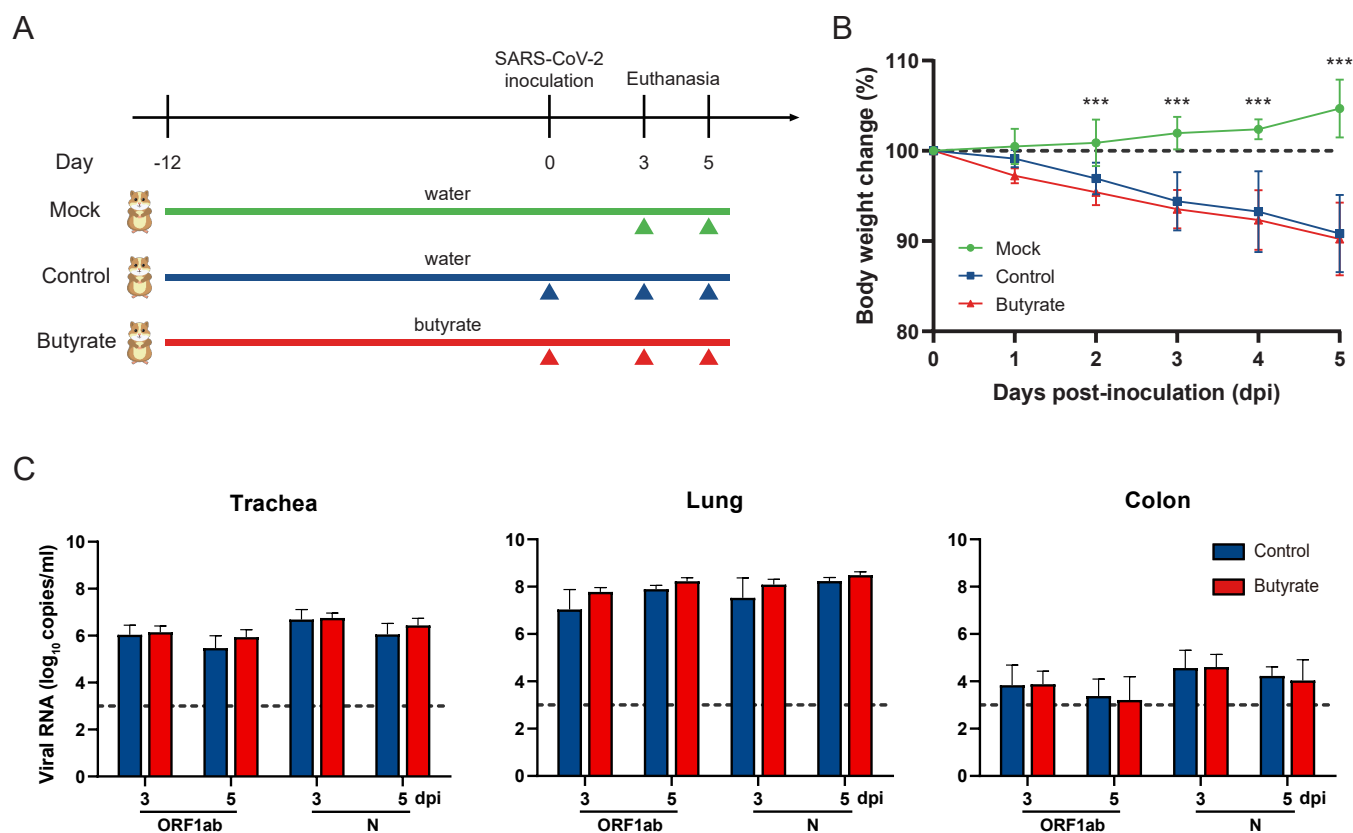 A
SARS-CoV-2
inoculation
Euthanasia
Day -12 0 3 5
Mock water
Control water
Butyrate butyrate
B
Body weight change (%)
110
100
90
80
*** *** *** ***
Mock
Control
Butyrate
0 1 2 3 4 5
Days post-inoculation (dpi)
C
Viral RNA (log₁₀ copies/ml)
Trachea
10
8
6
4
2
0
3 5 3 5 dpi
ORF1ab N
Lung
10
8
6
4
2
0
3 5 3 5 dpi
ORF1ab N
Colon
10
8
6
4
2
0
Control
Butyrate
3 5 3 5 dpi
ORF1ab N